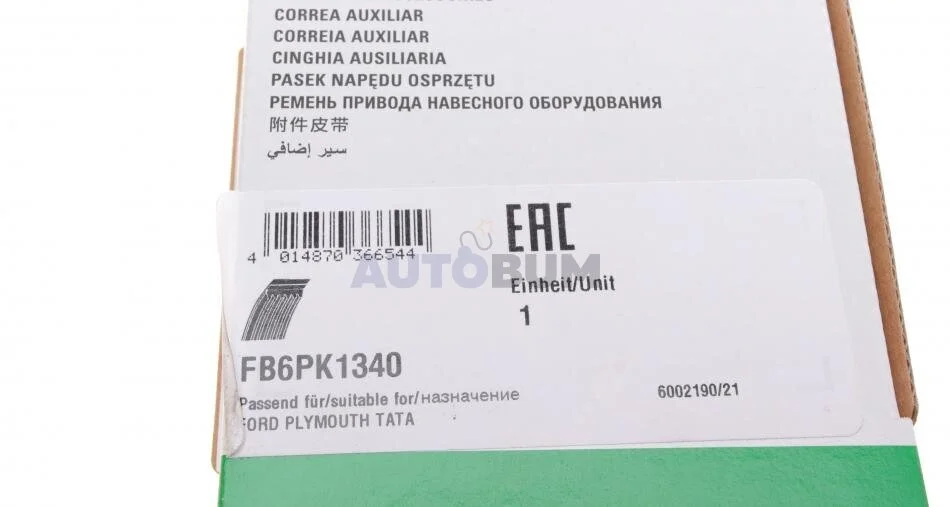 CORREA AUXILIAR
CORREIA AUXILIAR
CINGHIA AUSILIARIA
PASEK NAPĘDU OSPRZĘTU
РЕМЕНЬ ПРИВОДА НАВЕСНОГО ОБОРУДОВАНИЯ
附件皮带
سير إضافي
EAC
4 014870 366544
AUTOBUM
Einheit/Unit
1
FB6PK1340
Passend für/suitable for/назначение
6002190/21
FORD PLYMOUTH TATA